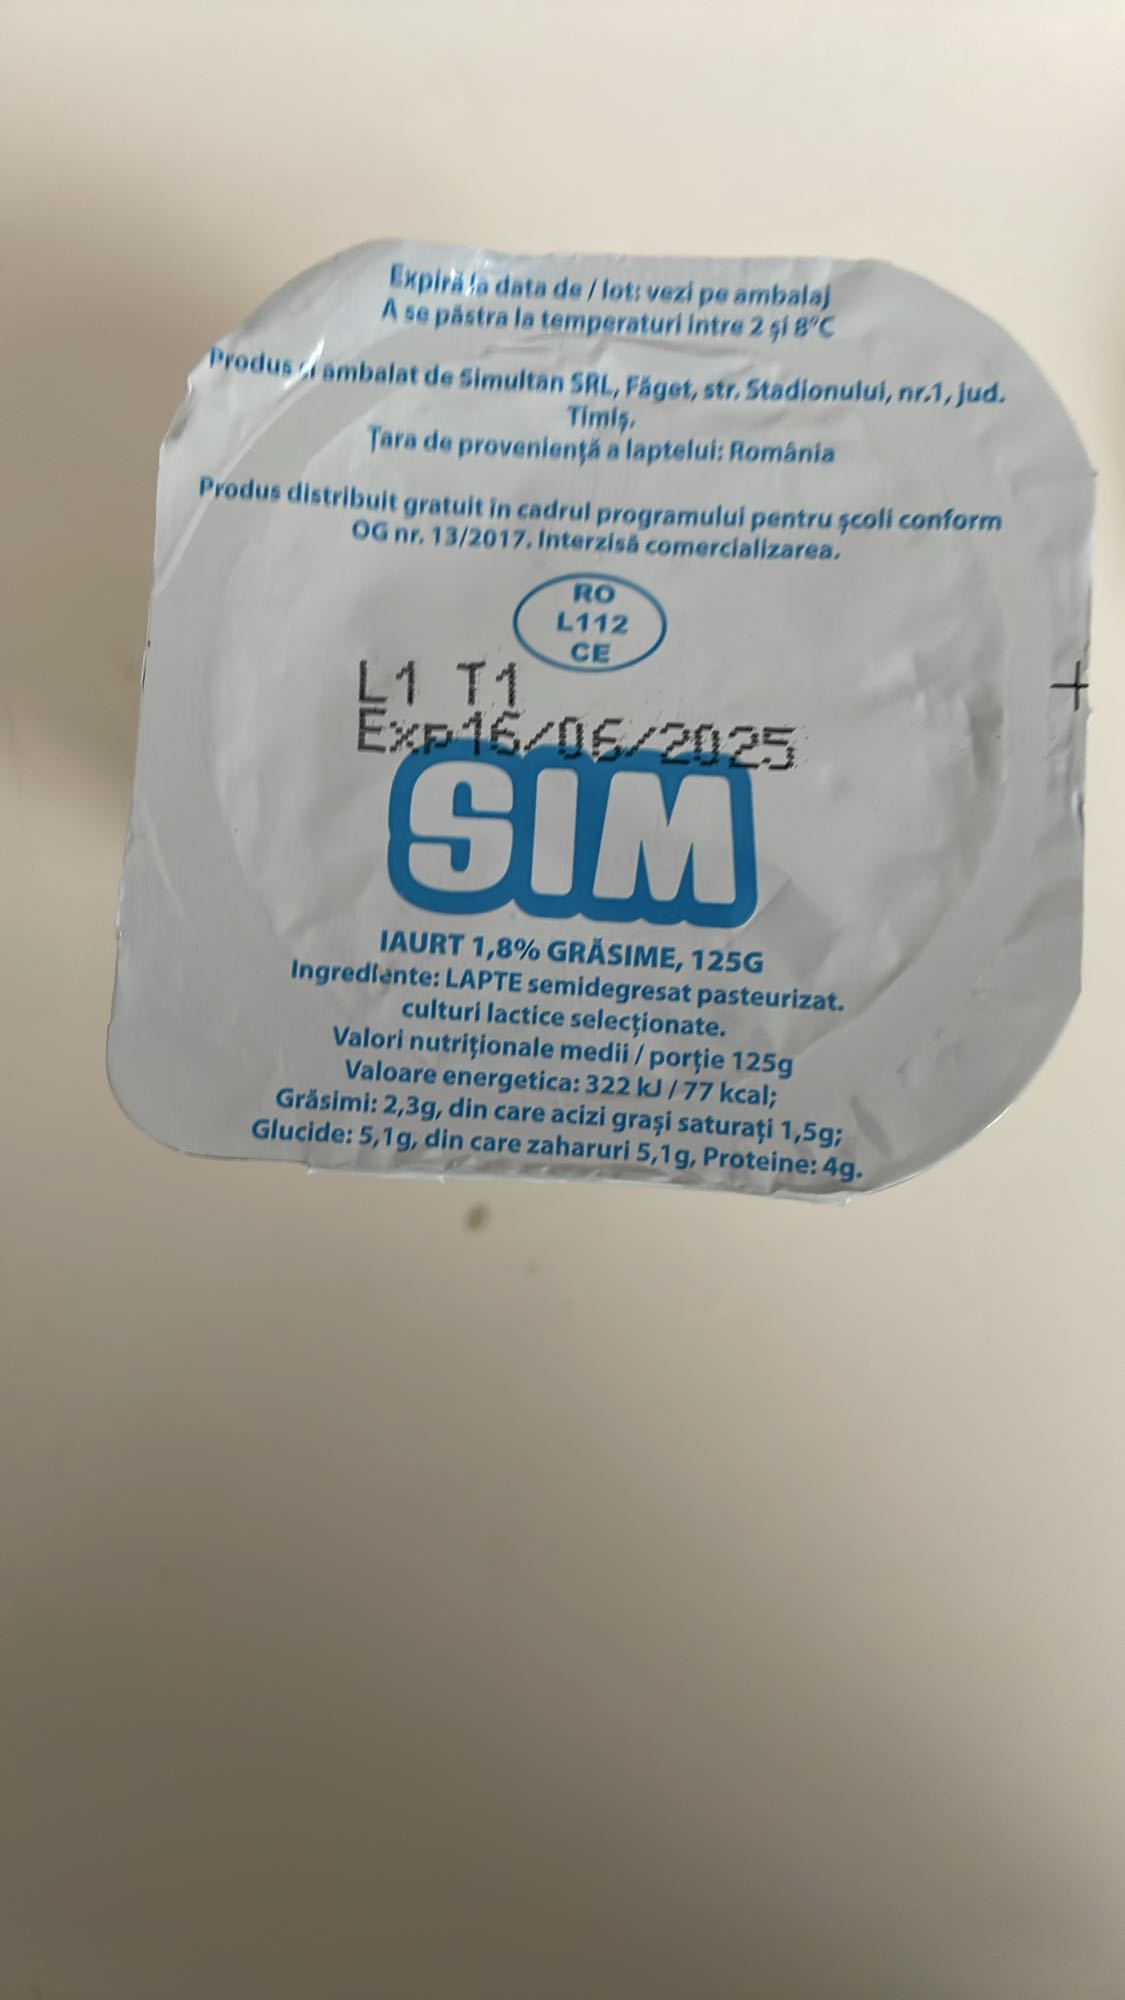 Expiră la data de / lot: vezi pe ambalaj
A se păstra la temperaturi între 2 și 8°C
Produs și ambalat de Simultan SRL, Făget, str. Stadionului, nr.1, jud.
Timiș.
Țara de proveniență a laptelui: România
Produs distribuit gratuit în cadrul programului pentru școli conform
OG nr. 13/2017. Interzisă comercializarea.
RO
L112
CE
L1 T1
Exp16/06/2025
SIM
IAURT 1,8% GRĂSIME, 125G
Ingrediente: LAPTE semidegresat pasteurizat.
culturi lactice selecționate.
Valori nutriționale medii / porție 125g
Valoare energetica: 322 kJ / 77 kcal;
Grăsimi: 2,3g, din care acizi grași saturați 1,5g;
Glucide: 5,1g, din care zaharuri 5,1g, Proteine: 4g.